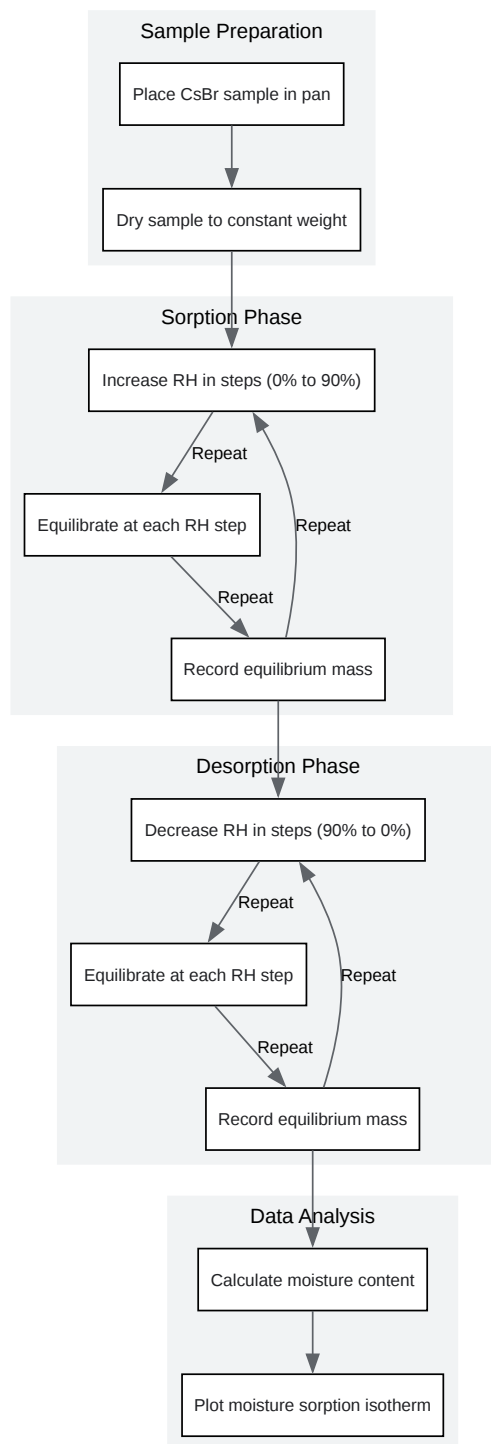 Sample Preparation
Place CsBr sample in pan
Dry sample to constant weight
Sorption Phase
Increase RH in steps (0% to 90%)
Repeat
Equilibrate at each RH step
Repeat
Repeat
Record equilibrium mass
Desorption Phase
Decrease RH in steps (90% to 0%)
Repeat
Equilibrate at each RH step
Repeat
Repeat
Record equilibrium mass
Data Analysis
Calculate moisture content
Plot moisture sorption isotherm